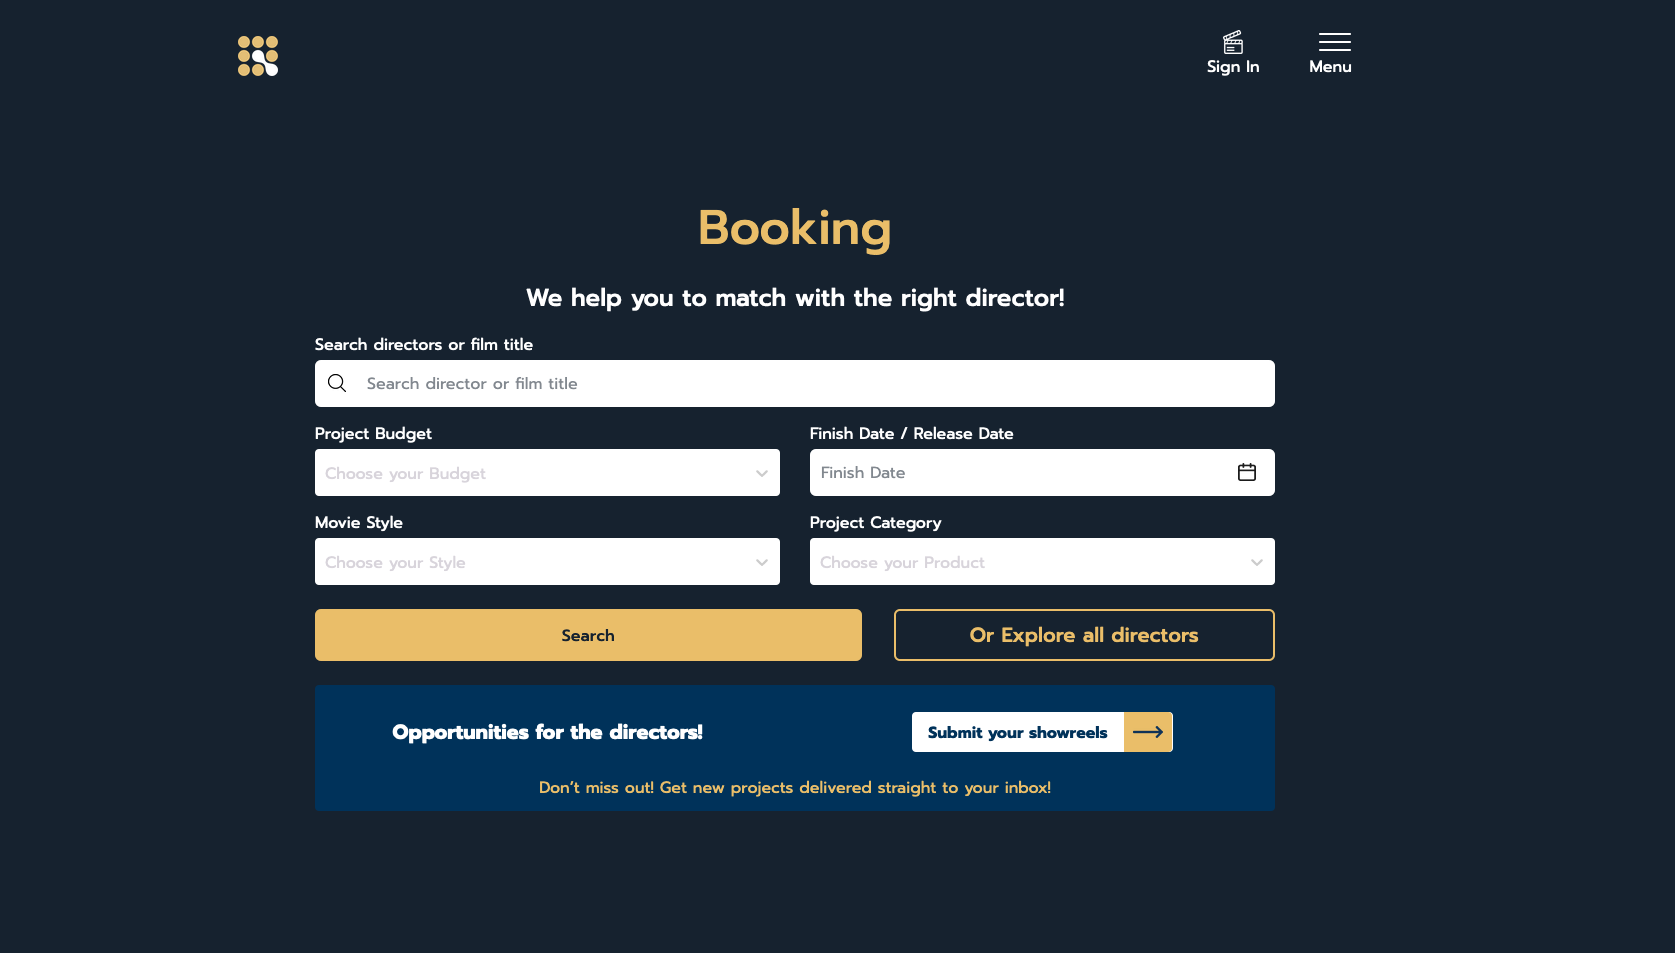 Sign In
Menu
Booking
We help you to match with the right director!
Search directors or film title
Search director or film title
Project Budget
Finish Date / Release Date
Choose your Budget
Finish Date
Movie Style
Project Category
Choose your Style
Choose your Product
Search
Or Explore all directors
Opportunities for the directors!
Submit your showreels
Don’t miss out! Get new projects delivered straight to your inbox!